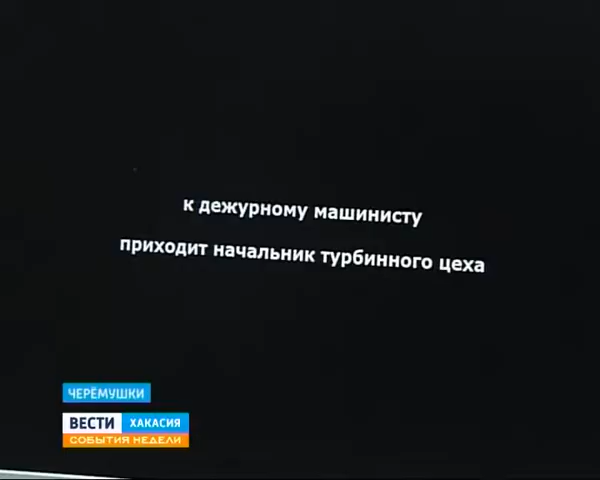 к дежурному машинисту
приходит начальник турбинного цеха
ЧЕРЁМУШКИ
ВЕСТИ ХАКАСИЯ
СОБЫТИЯ НЕДЕЛИ